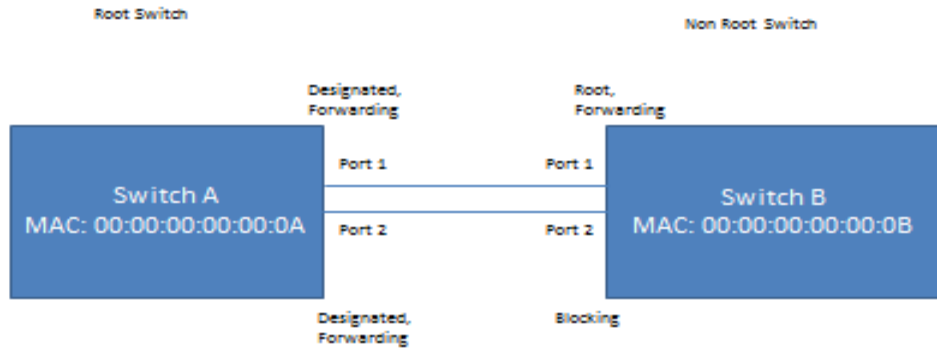 Root Switch
Non Root Switch
Designated,
Forwarding
Root,
Forwarding
Port 1
Port 1
Switch A
MAC: 00:00:00:00:00:0A
Switch B
MAC: 00:00:00:00:00:0B
Port 2
Port 2
Designated,
Forwarding
Blocking